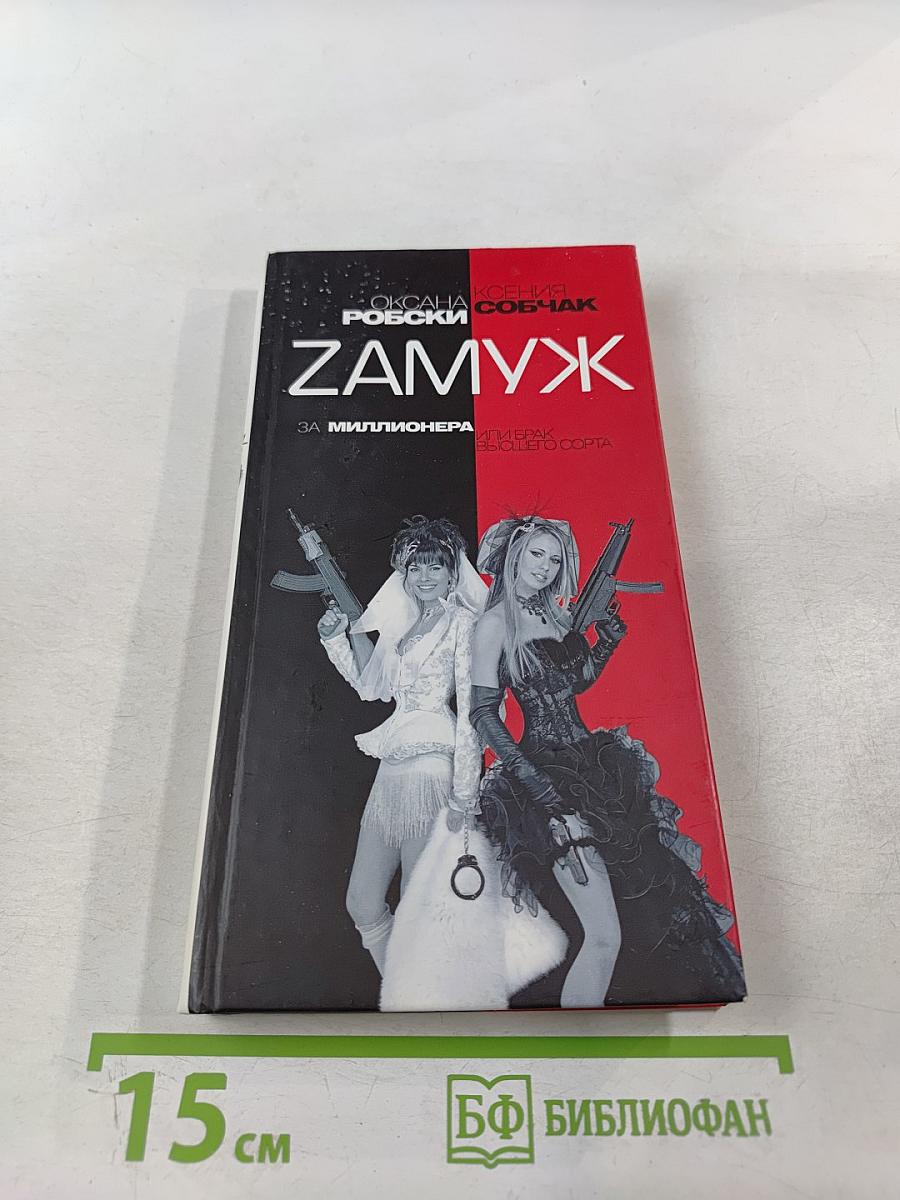 ОКСАНА
РОБСКИ
КСЕНИЯ
СОБЧАК
ZАМУЖ
ЗА МИЛЛИОНЕРА
ИЛИ БРАК
ВЫСШЕГО СОРТА
15 см
БФ БИБЛИОФАН